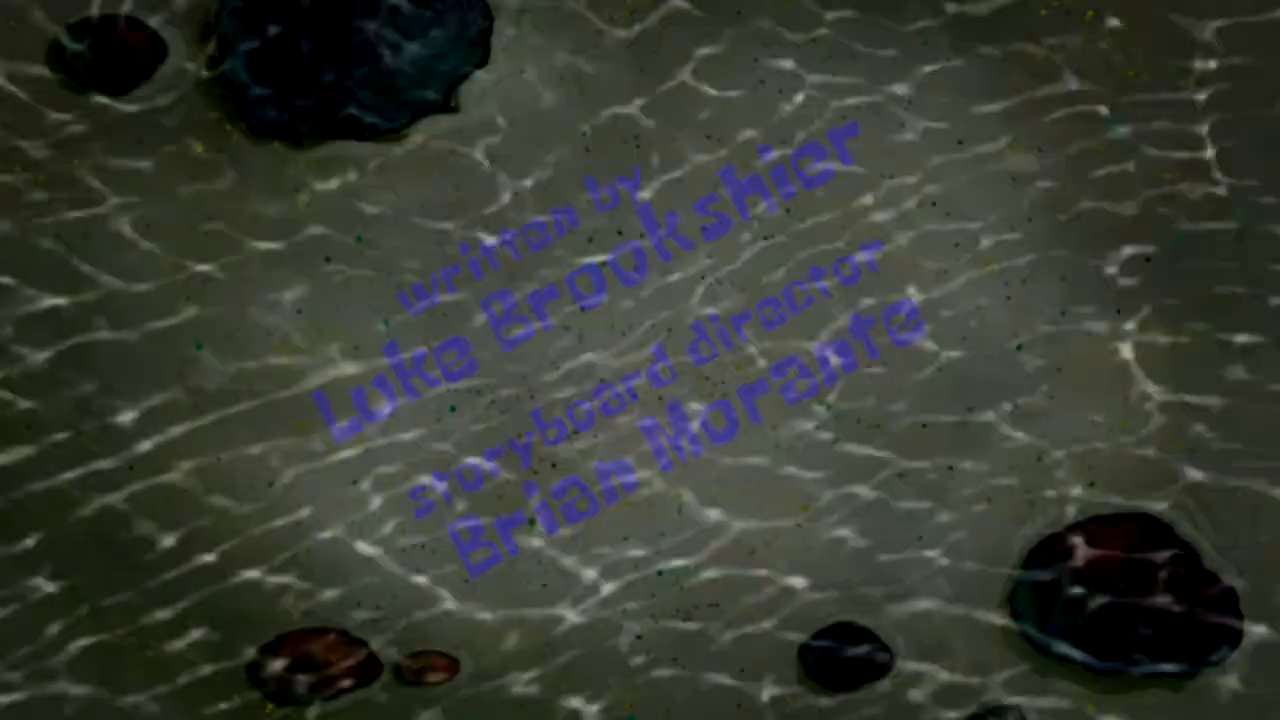 written by
Luke Brookshier
storyboard director
Brian Morante